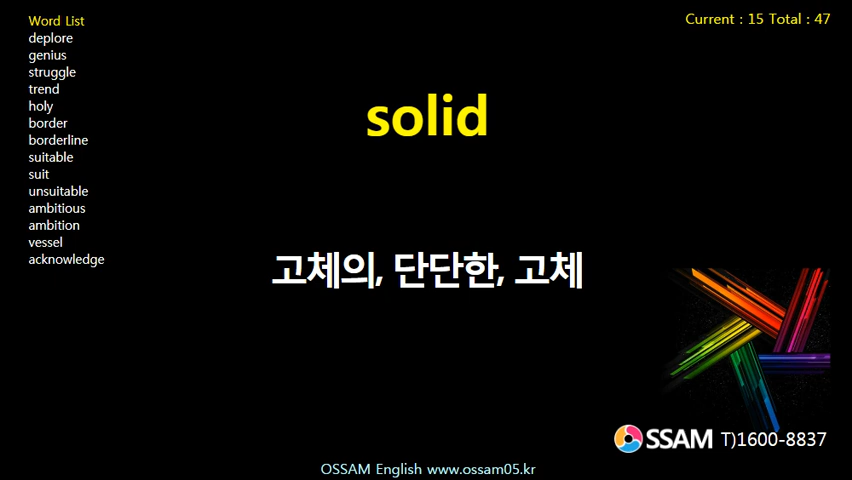 Word List
deplore
genius
struggle
trend
holy
border
borderline
suitable
suit
unsuitable
ambitious
ambition
vessel
acknowledge
Current : 15 Total : 47
solid
고체의, 단단한, 고체
OSSAM T)1600-8837
OSSAM English www.ossam05.kr